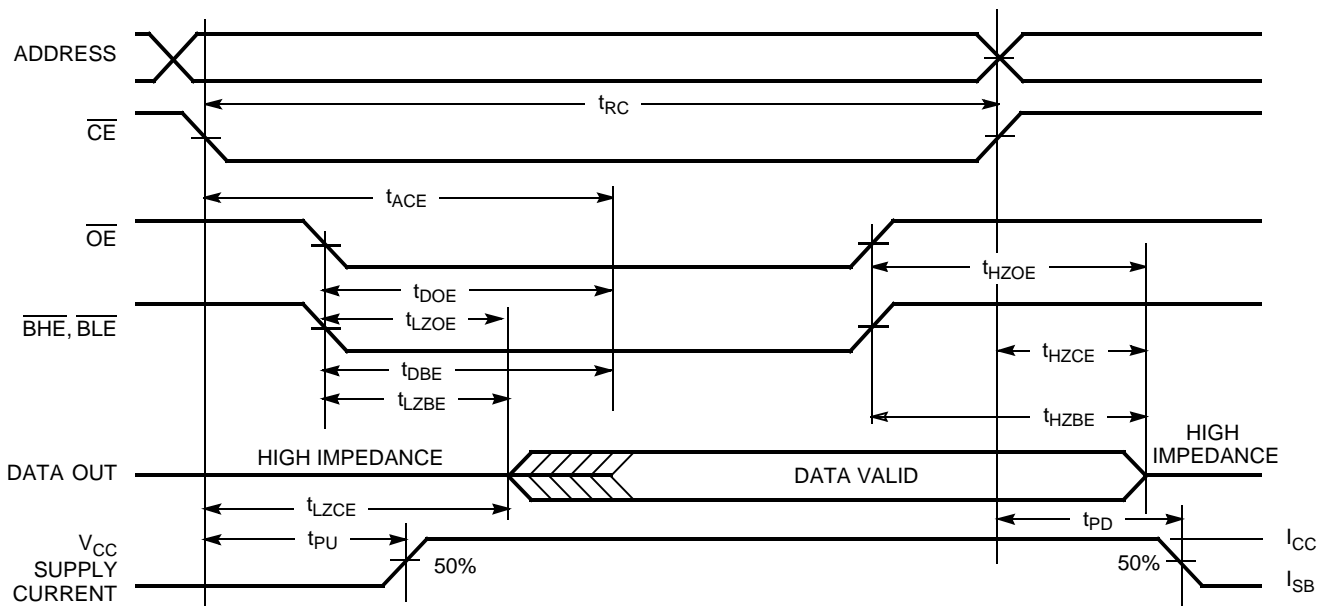 ADDRESS
tRC
CE
tACE
OE
tHZOE
tDOE
BHE, BLE
tLZOE
tHZCE
tDBE
tLZBE
tHZBE
HIGH
IMPEDANCE
HIGH IMPEDANCE
DATA OUT
DATA VALID
tLZCE
tPD
tPU
VCC
SUPPLY
CURRENT
50%
50%
ICC
ISB